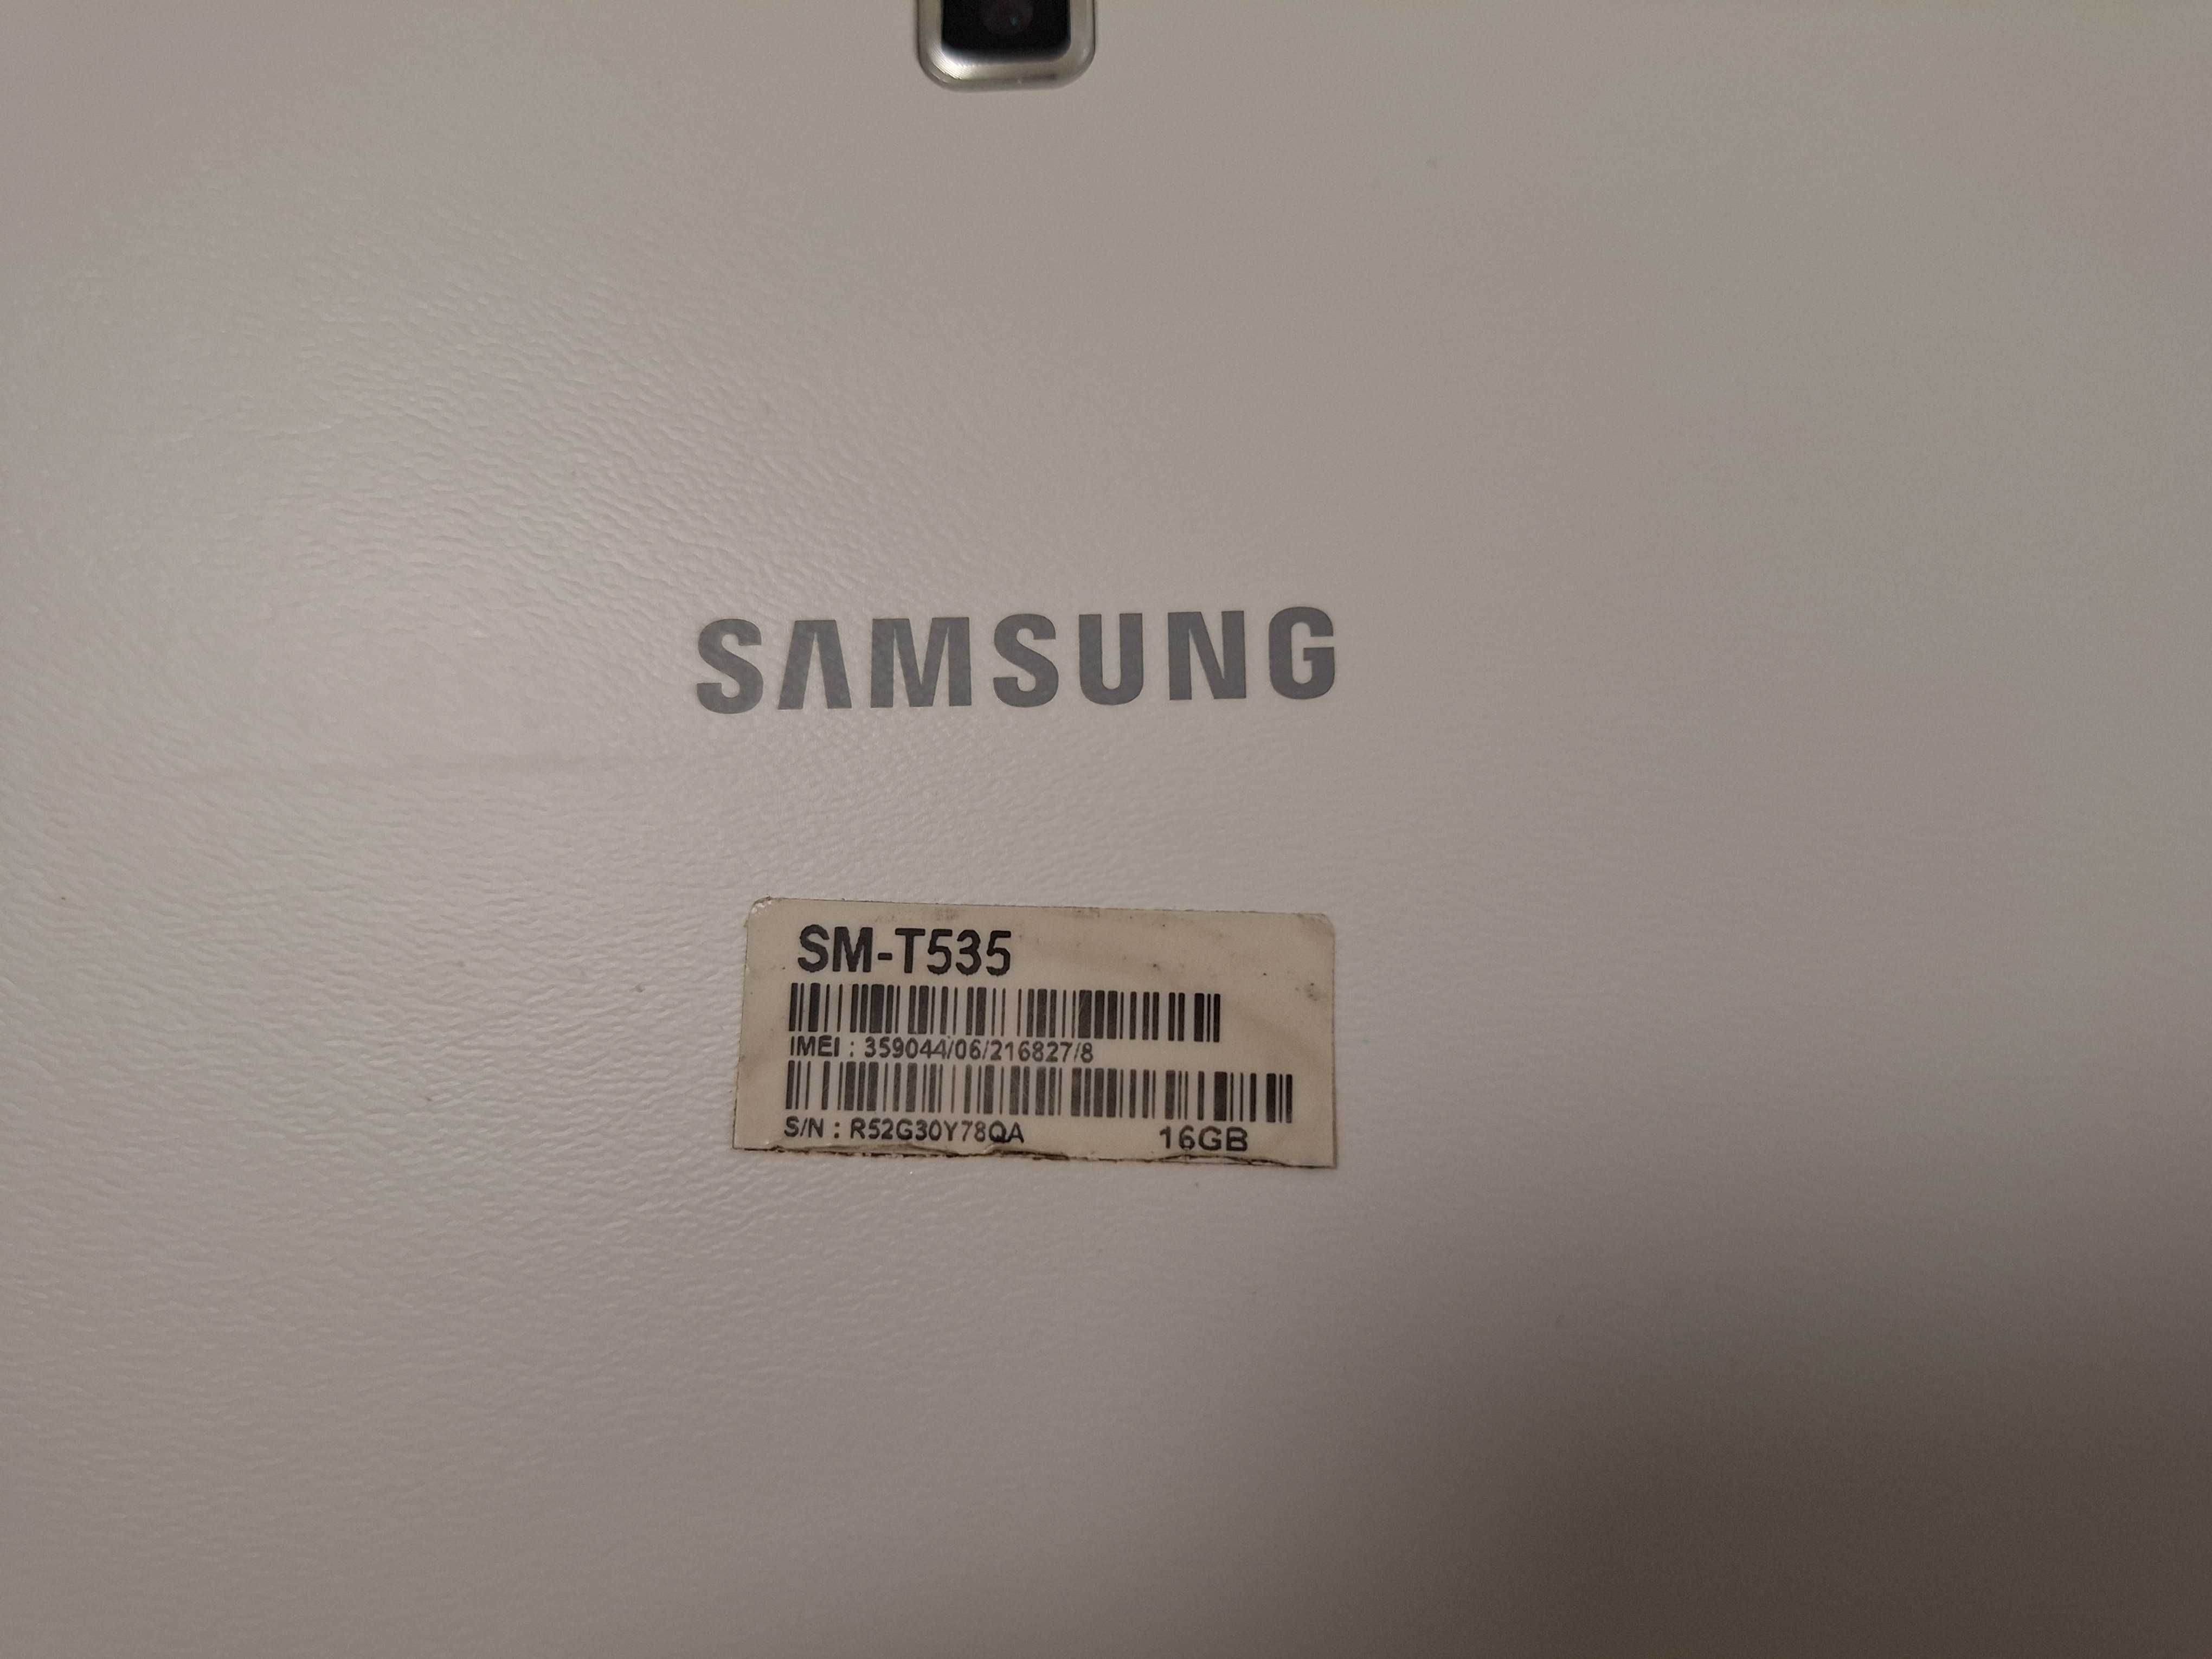 SAMSUNG
SM-T535
IMEI : 359044/06/216827/8
S/N : R52G30Y78QA 16GB